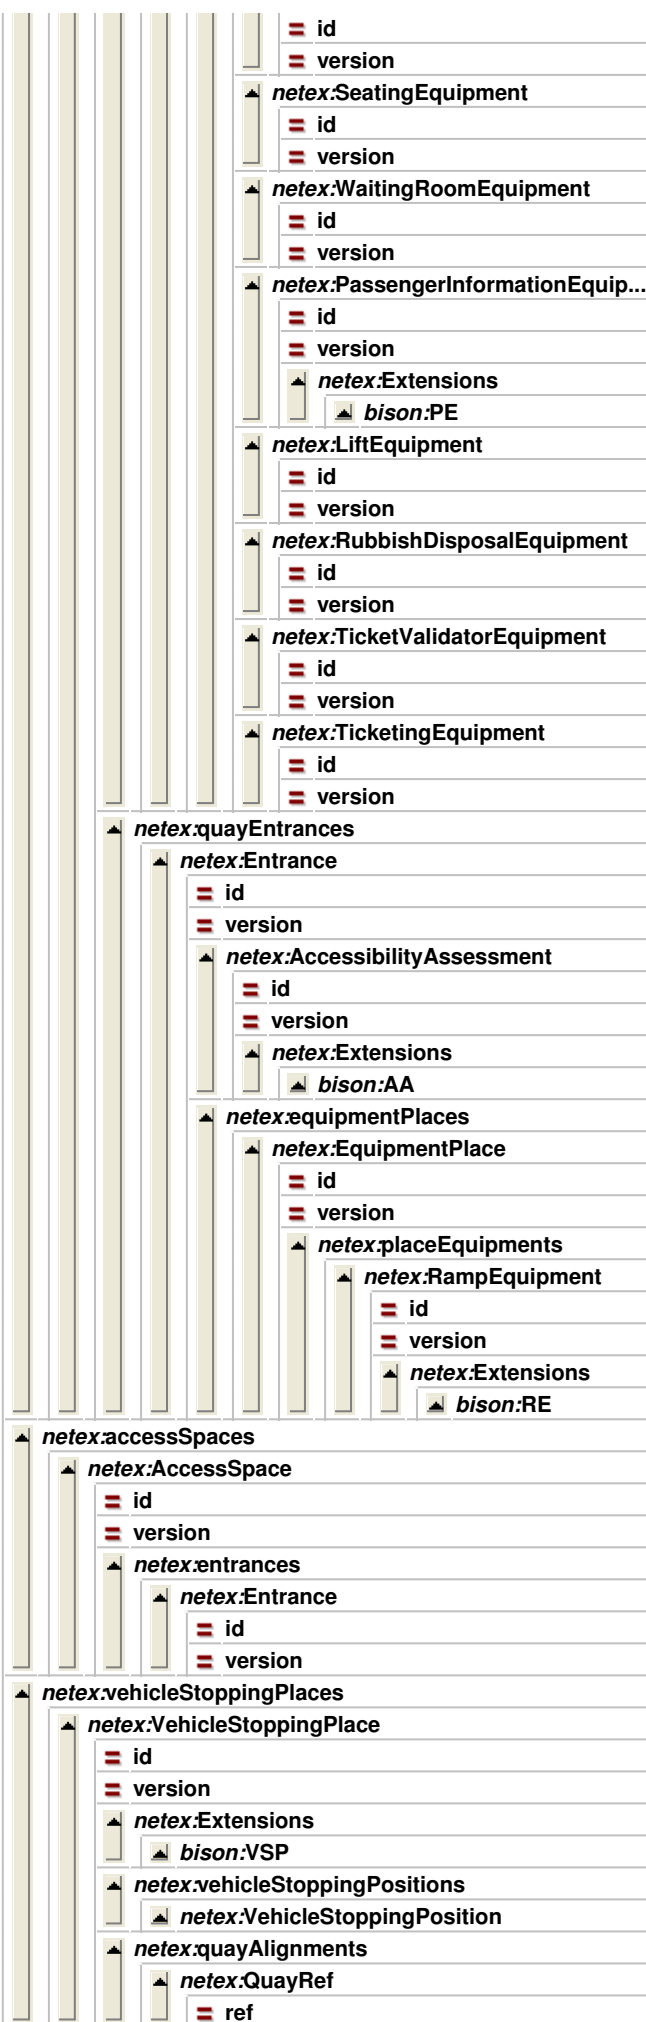 id
version
netex:SeatingEquipment
id
version
netex:WaitingRoomEquipment
id
version
netex:PassengerInformationEquip...
id
version
netex:Extensions
bison:PE
netex:LiftEquipment
id
version
netex:RubbishDisposalEquipment
id
version
netex:TicketValidatorEquipment
id
version
netex:TicketingEquipment
id
version
netex:quayEntrances
netex:Entrance
id
version
netex:AccessibilityAssessment
id
version
netex:Extensions
bison:AA
netex:equipmentPlaces
netex:EquipmentPlace
id
version
netex:placeEquipments
netex:RampEquipment
id
version
netex:Extensions
bison:RE
netex:accessSpaces
netex:AccessSpace
id
version
netex:entrances
netex:Entrance
id
version
netex:vehicleStoppingPlaces
netex:VehicleStoppingPlace
id
version
netex:Extensions
bison:VSP
netex:vehicleStoppingPositions
netex:VehicleStoppingPosition
netex:quayAlignments
netex:QuayRef
ref